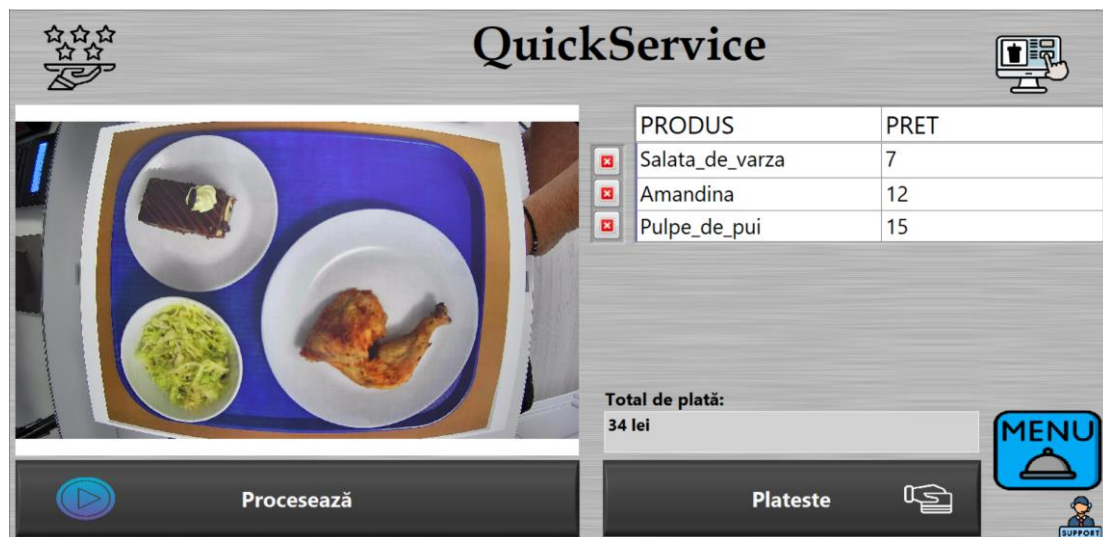 QuickService
PRODUS PRET
Salata_de_varza 7
Amandina 12
Pulpe_de_pui 15
Total de plată:
34 lei
MENU
Procesează
Plateste
SUPPORT